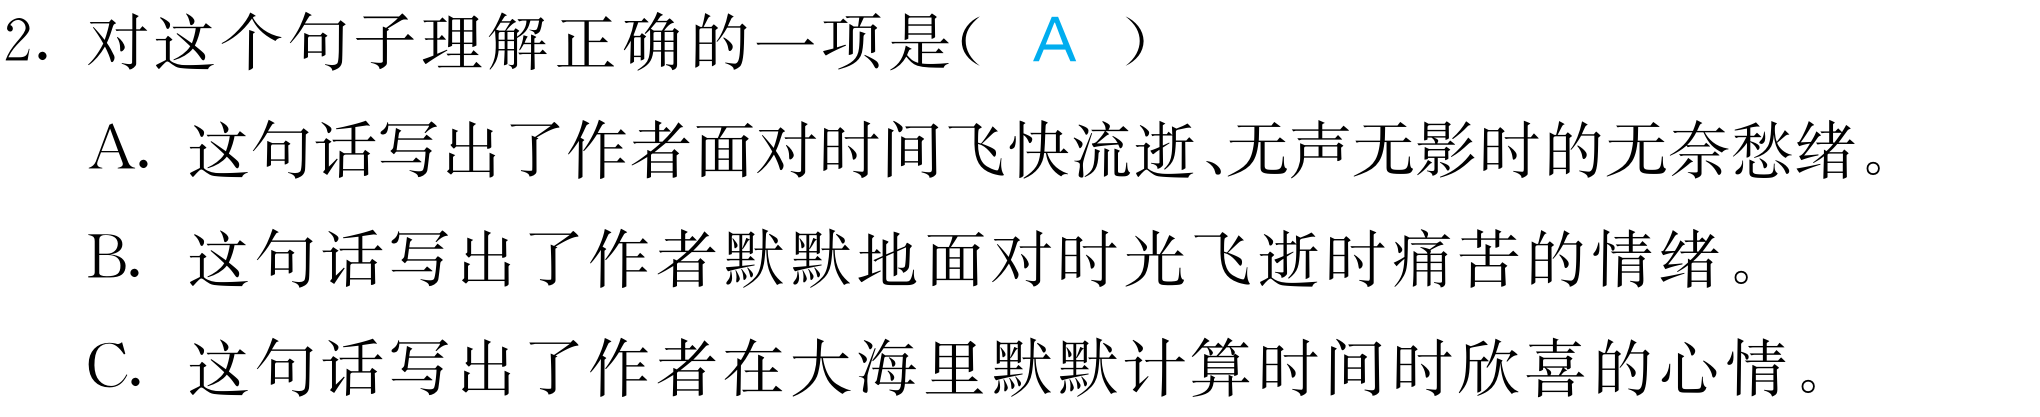 2. 对这个句子理解正确的一项是( A )
A. 这句话写出了作者面对时间飞快流逝、无声无影时的无奈愁绪。
B. 这句话写出了作者默默地面对时光飞逝时痛苦的情绪。
C. 这句话写出了作者在大海里默默计算时间时欣喜的心情。